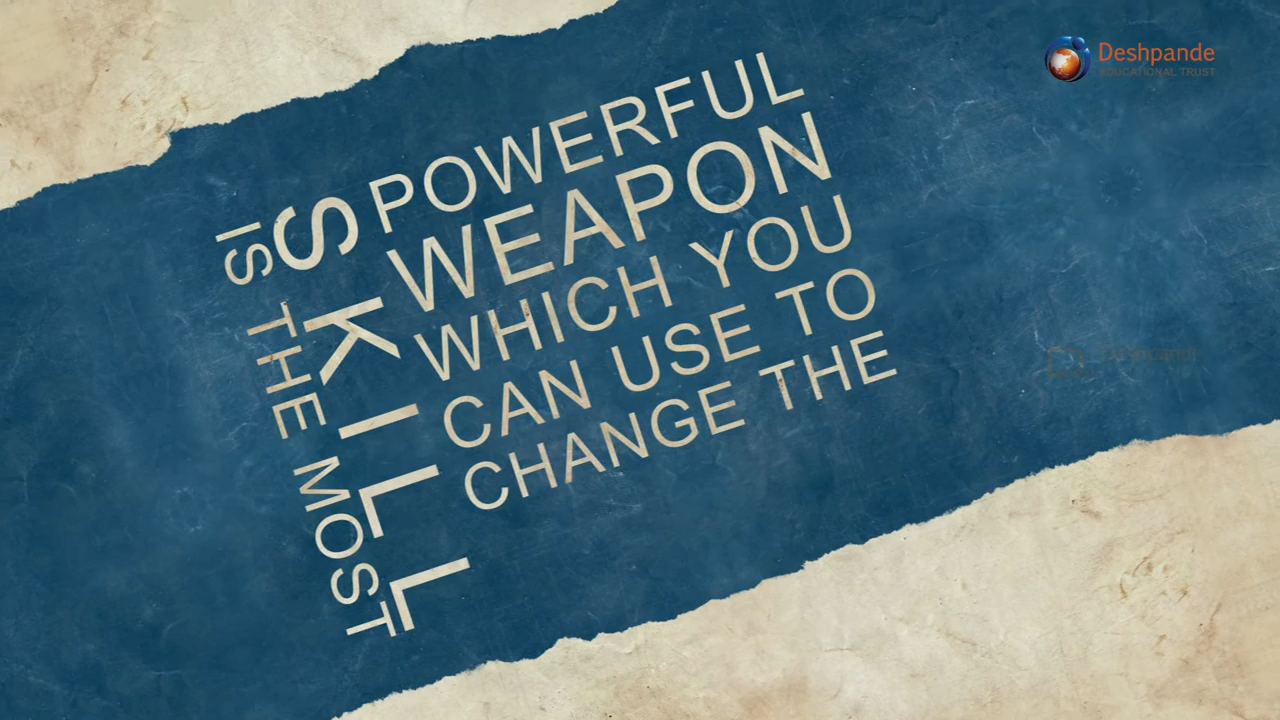 SKILL
IS THE MOST
POWERFUL
WEAPON
WHICH YOU
CAN USE TO
CHANGE THE
Deshpande
EDUCATIONAL TRUST